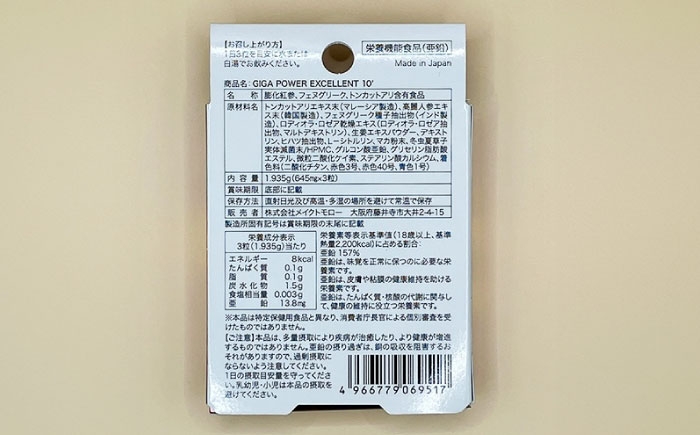 【お召し上がり方】
1日3粒を目安に水または
白湯でお飲みください。
栄養機能食品(亜鉛)
Made in Japan
商品名: GIGA POWER EXCELLENT 10'
名 称 膨化紅参、フェヌグリーク、トンカットアリ含有食品
原材料名 トンカットアリエキス末(マレーシア製造)、高麗人参エキ
ス末(韓国製造)、フェヌグリーク種子抽出物(インド製
造)、ロディオラ・ロゼア乾燥エキス(ロディオラ・ロゼア抽
出物、マルトデキストリン)、生姜エキスパウダー、デキスト
リン、ヒハツ抽出物、L-シトルリン、マカ粉末、冬虫夏草子
実体滅菌末/HPMC、グルコン酸亜鉛、グリセリン脂肪酸
エステル、微粒二酸化ケイ素、ステアリン酸カルシウム、着
色料(二酸化チタン、赤色3号、赤色40号、青色1号)
内 容 量 1.935g(645mg×3粒)
賞味期限 底部に記載
保存方法 直射日光及び高温・多湿の場所を避けて常温で保存
販 売 者 株式会社メイクトモロー 大阪府藤井寺市大井2-4-15
製造所固有記号は賞味期限の末尾に記載
栄養成分表示
3粒(1.935g)当たり
エネルギー 8kcal
たんぱく質 0.1g
脂 質 0.1g
炭水化物 1.5g
食塩相当量 0.003g
亜 鉛 13.8mg
栄養素等表示基準値(18歳以上、基準
熱量2,200kcal)に占める割合:
亜鉛 157%
亜鉛は、味覚を正常に保つのに必要な栄
養素です。
亜鉛は、皮膚や粘膜の健康維持を助ける
栄養素です。
亜鉛は、たんぱく質・核酸の代謝に関与し
て、健康の維持に役立つ栄養素です。
※本品は特定保健用食品と異なり、消費者庁長官による個別審査を受
けたものではありません。
【ご注意】本品は、多量摂取により疾病が治癒したり、より健康が増進
するものではません。亜鉛の摂り過ぎは、銅の吸収を阻害するお
それがありますので、過剰摂取に
ならないよう注意してください。
1日の摂取目安量を守ってくださ
い。乳幼児・小児は本品の摂取を
避けてください。
4 966779 069517